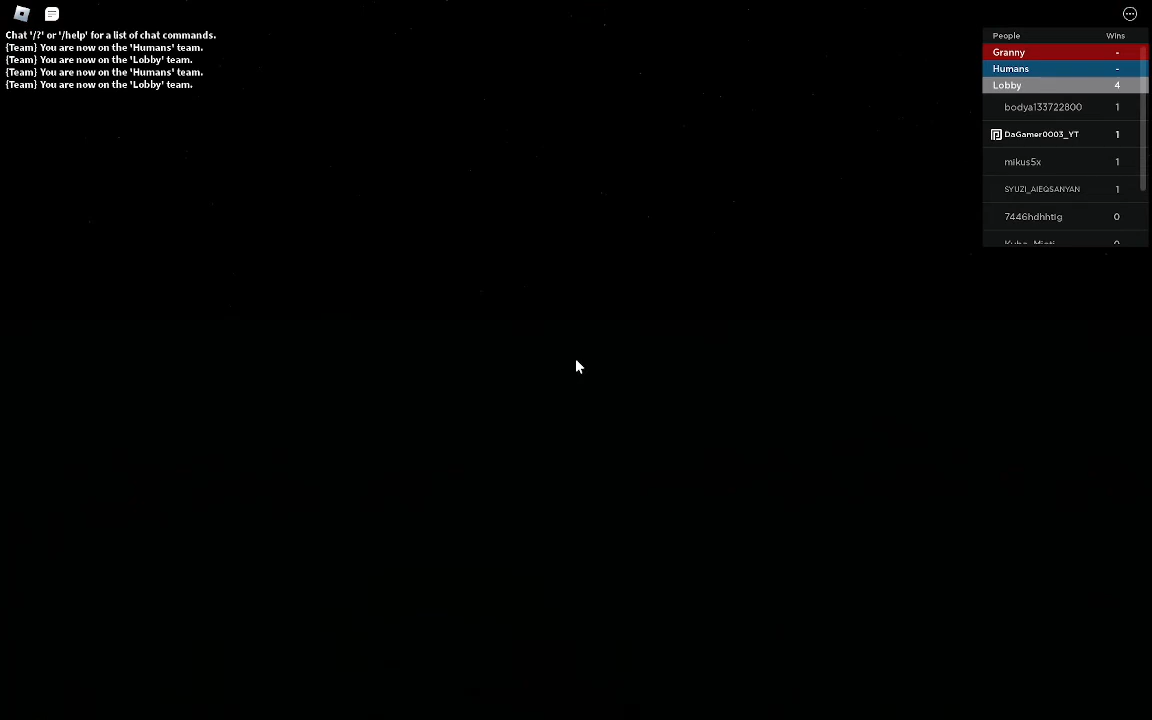 Chat '/?' or '/help' for a list of chat commands.
{Team} You are now on the 'Humans' team.
{Team} You are now on the 'Lobby' team.
{Team} You are now on the 'Humans' team.
{Team} You are now on the 'Lobby' team.
People Wins
Granny -
Humans -
Lobby 4
bodya133722800 1
DaGamer0003_YT 1
mikus5x 1
SYUZI_AIEQSANYAN 1
7446hdhhtig 0